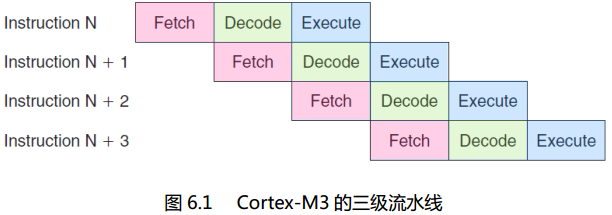 Instruction N Fetch Decode Execute
Instruction N + 1 Fetch Decode Execute
Instruction N + 2 Fetch Decode Execute
Instruction N + 3 Fetch Decode Execute
图 6.1 Cortex-M3 的三级流水线